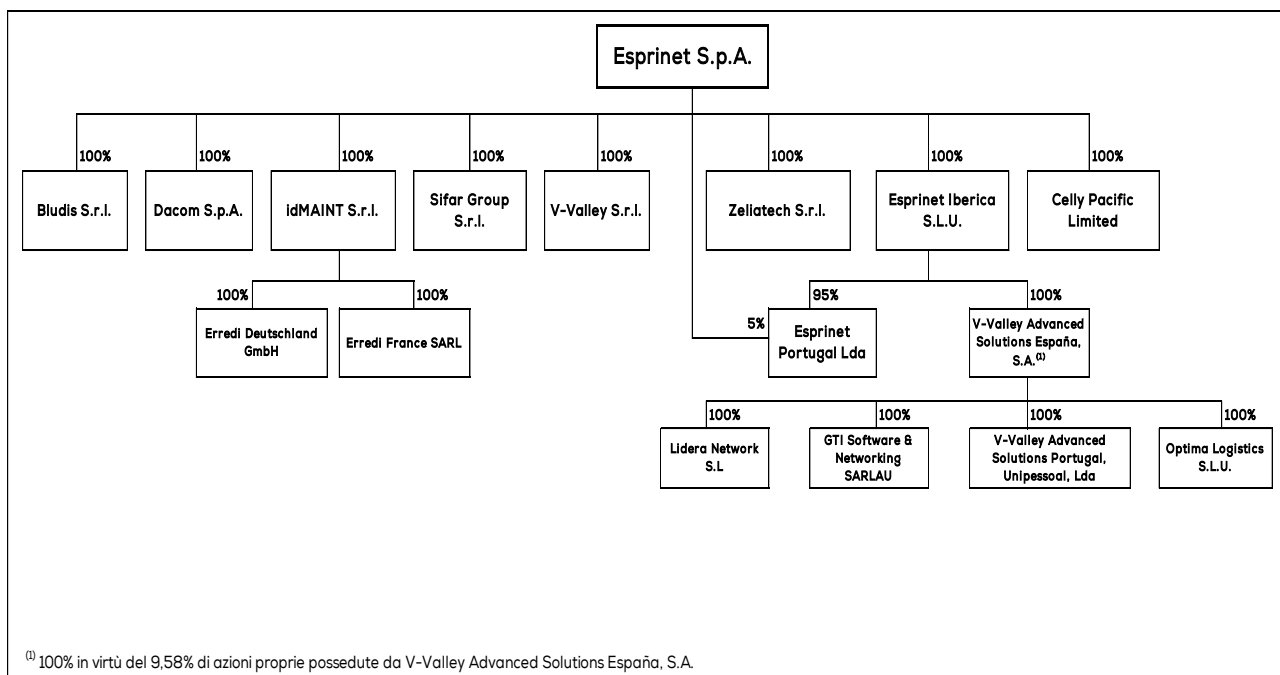 Esprinet S.p.A.
100%
100%
100%
100%
100%
100%
100%
100%
Bludis S.r.l.
Dacom S.p.A.
idMAINT S.r.l.
Sifar Group
S.r.l.
V-Valley S.r.l.
Zeliatech S.r.l.
Esprinet Iberica
S.L.U.
Celly Pacific
Limited
100%
100%
95%
100%
Erredi Deutschland
GmbH
Erredi France SARL
5%
Esprinet
Portugal Lda
V-Valley Advanced
Solutions España,
S.A.(1)
100%
100%
100%
100%
Lidera Network
S.L
GTI Software &
Networking
SARLAU
V-Valley Advanced
Solutions Portugal,
Unipessoal, Lda
Optima Logistics
S.L.U.
(1) 100% in virtù del 9,58% di azioni proprie possedute da V-Valley Advanced Solutions España, S.A.